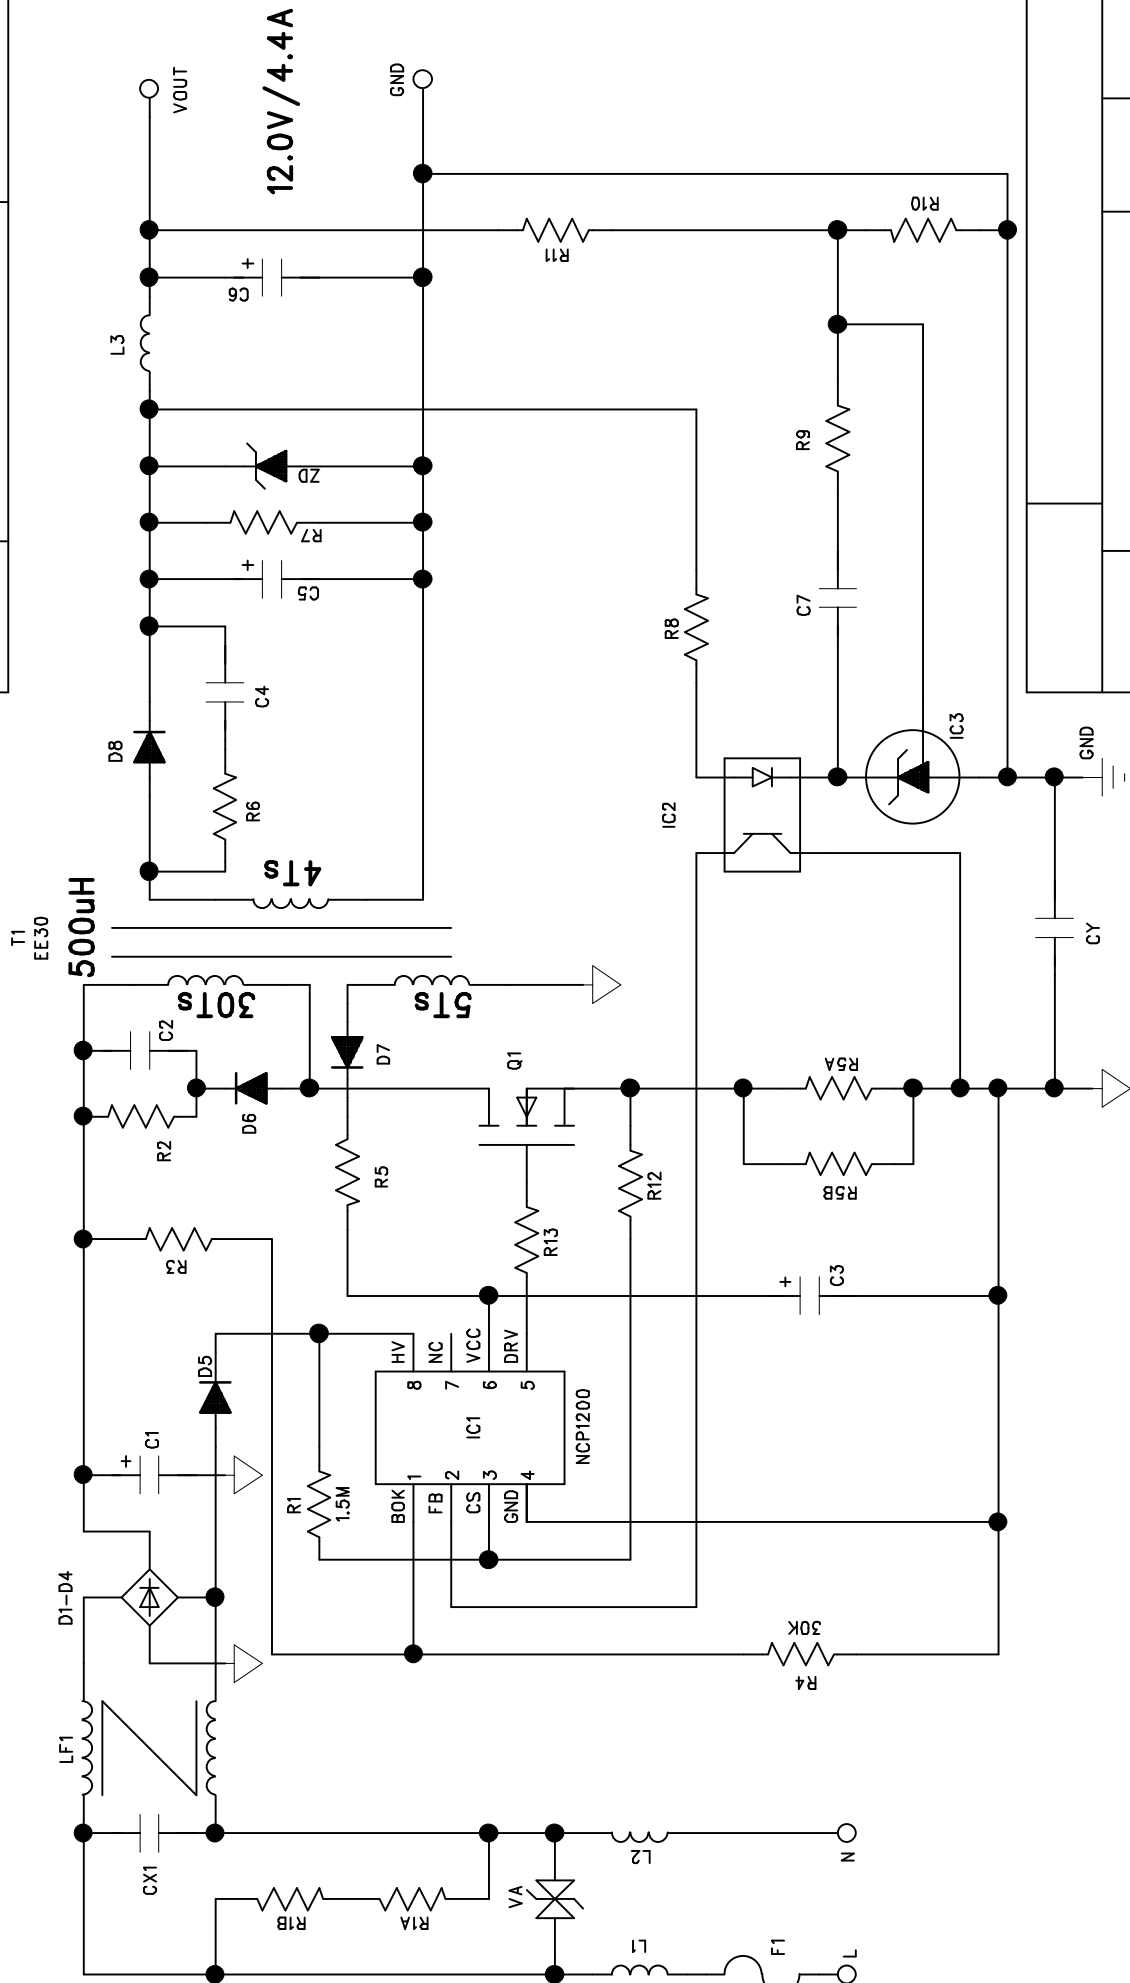 12.0V/4.4A
VOUT
GND
R10
R11
C6
L3
R9
ZD
R7
C5
C7
R8
C4
D8
R6
IC3
GND
IC2
4Ts
T1
EE30
500uH
30Ts
5Ts
CY
C2
D7
Q1
R2
D6
R5
R5A
R5B
R12
R13
R3
C3
D5
C1
HV
NC
VCC
DRV
8
7
6
5
IC1
NCP1200
1
2
3
4
BOK
FB
CS
GND
R1
1.5M
D1-D4
30K
R4
LF1
CX1
R1B
R1A
VA
L2
N
L1
F1
L